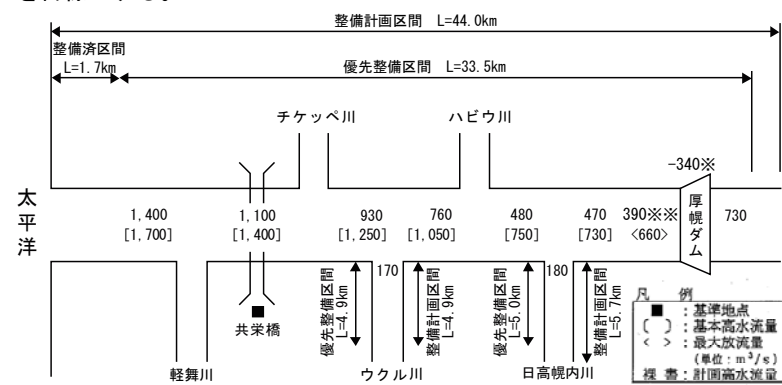 整備計画区間 L=44.0km
整備済区間
L=1.7km
優先整備区間 L=33.5km
チケッペ川
ハビウ川
-340※
太平洋
1,400
[1,700]
1,100
[1,400]
930
[1,250]
760
[1,050]
480
[750]
470
[730]
390※※
<660>
厚幌ダム
730
170
180
優先整備区間
L=4.9km
整備計画区間
L=4.9km
優先整備区間
L=5.0km
整備計画区間
L=5.7km
共栄橋
軽舞川
ウクル川
日高幌内川
凡 例
■ : 基準地点
〔 〕 : 基本高水流量
< > : 最大放流量
(単位：m³/s)
裸 書 : 計画高水流量